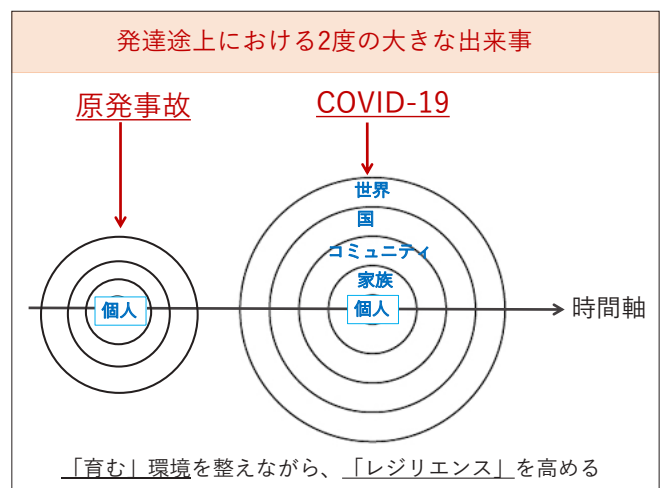 発達途上における2度の大きな出来事
原発事故
COVID-19
世界
国
コミュニティ
家族
個人
個人
時間軸
「育む」環境を整えながら、「レジリエンス」を高める